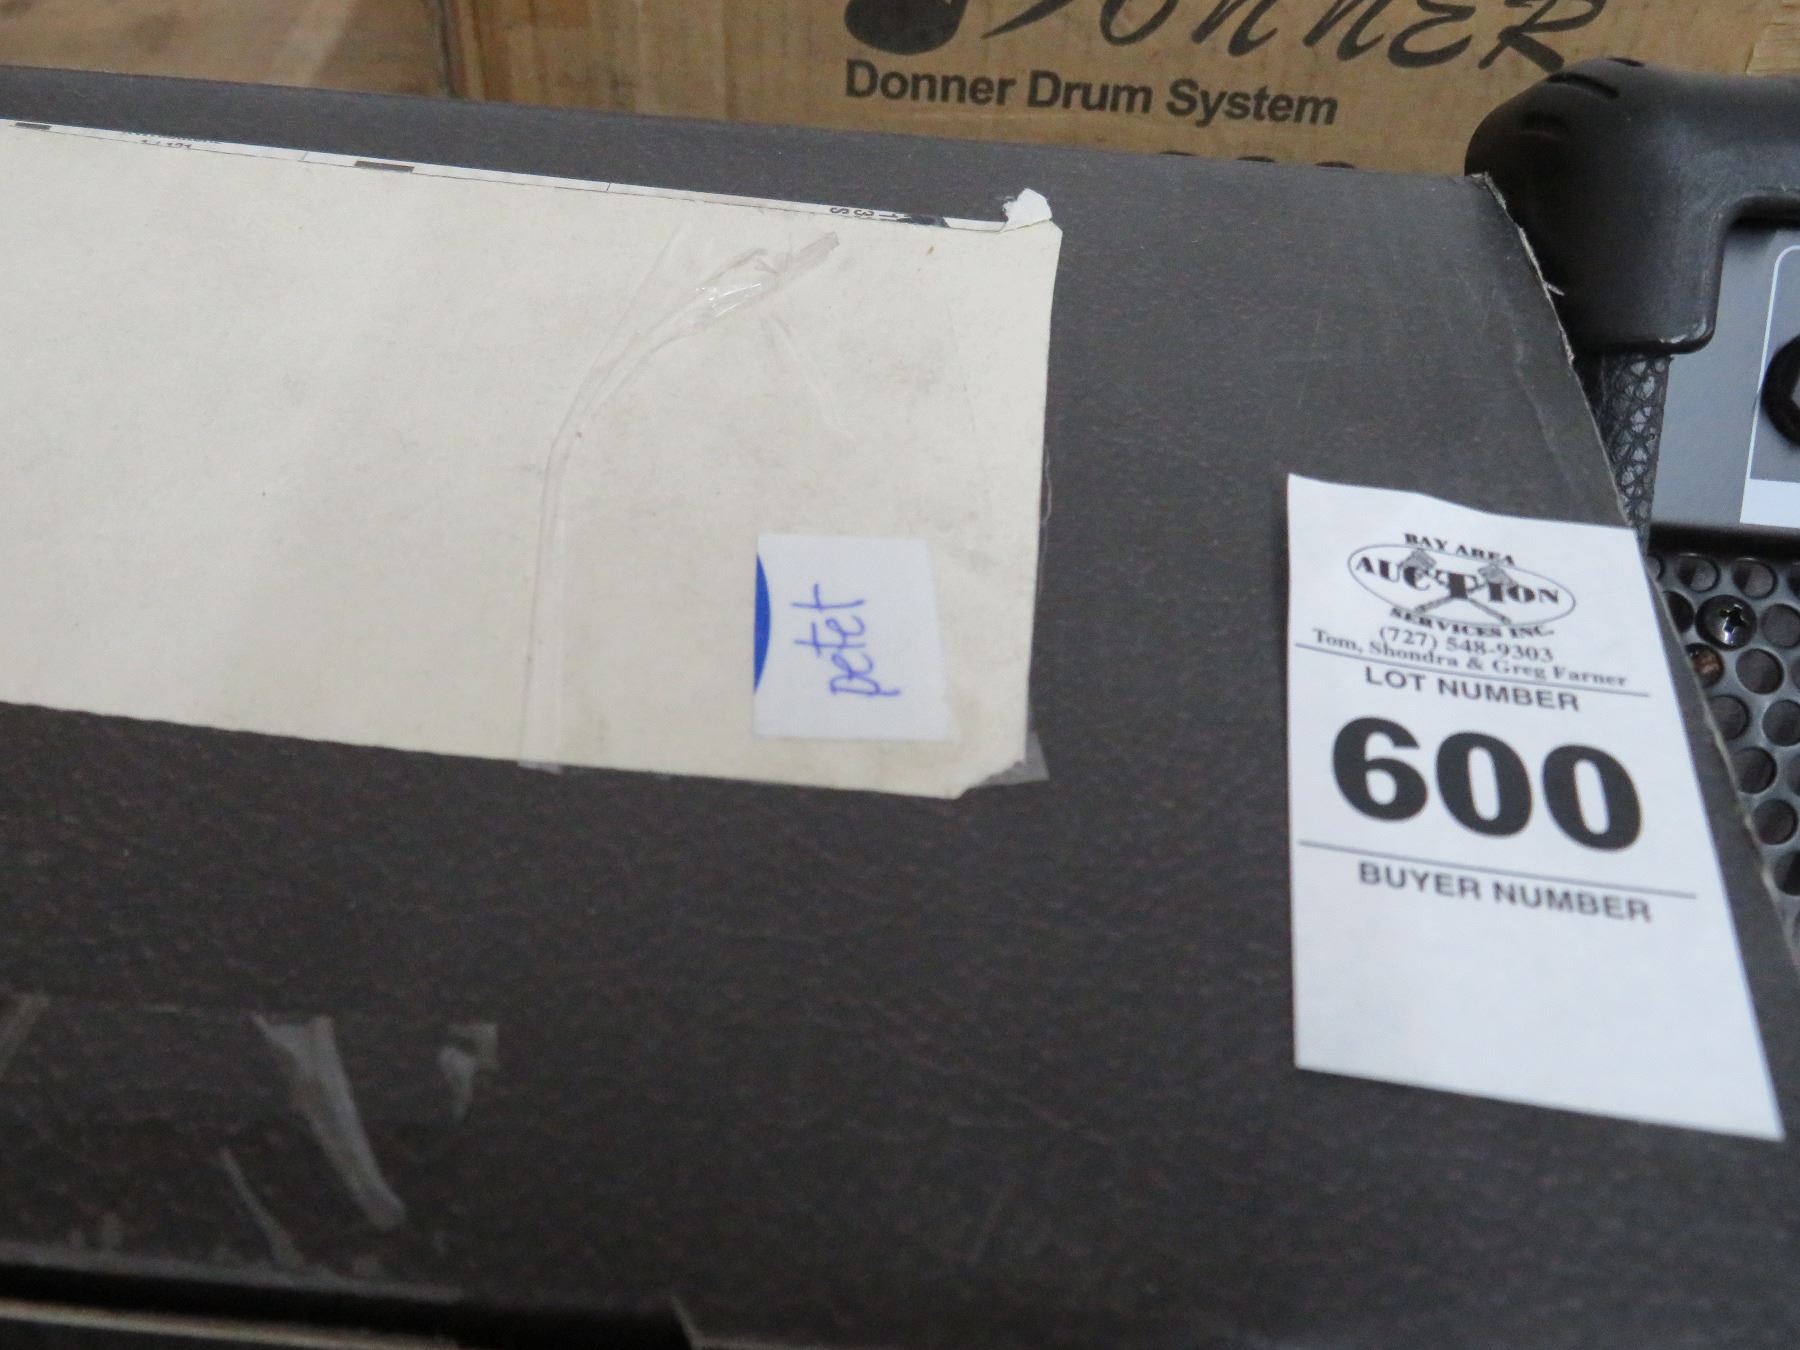 DONNER
Donner Drum System
petet
BAY AREA
AUCTION
SERVICES INC.
(727) 548-9303
Tom, Shondra & Greg Farner
LOT NUMBER
600
BUYER NUMBER